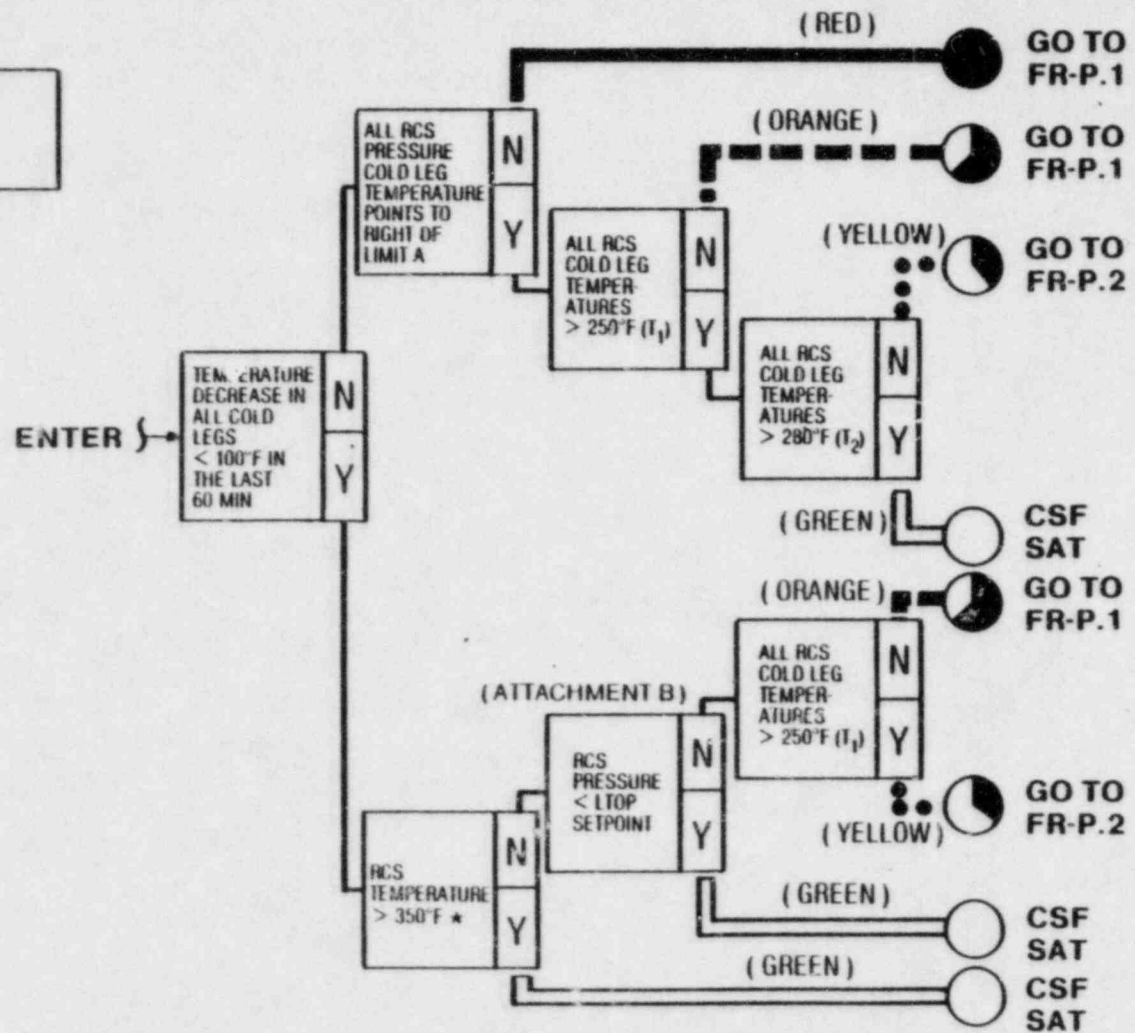 (RED)
GO TO
FR-P.1
ALL RCS
PRESSURE
COLD LEG
TEMPERATURE
POINTS TO
RIGHT OF
LIMIT A
N
Y
(ORANGE)
GO TO
FR-P.1
ALL RCS
COLD LEG
TEMPER-
ATURES
> 250°F (T₁)
N
Y
(YELLOW)
GO TO
FR-P.2
ALL RCS
COLD LEG
TEMPER-
ATURES
> 280°F (T₂)
N
Y
(GREEN)
CSF
SAT
ENTER
TEMPERATURE
DECREASE IN
ALL COLD
LEGS
< 100°F IN
THE LAST
60 MIN
N
Y
(ORANGE)
GO TO
FR-P.1
ALL RCS
COLD LEG
TEMPER-
ATURES
> 250°F (T₁)
N
Y
(YELLOW)
GO TO
FR-P.2
(ATTACHMENT B)
RCS
PRESSURE
< LTOP
SETPOINT
N
Y
(GREEN)
CSF
SAT
RCS
TEMPERATURE
> 350°F ★
N
Y
(GREEN)
CSF
SAT